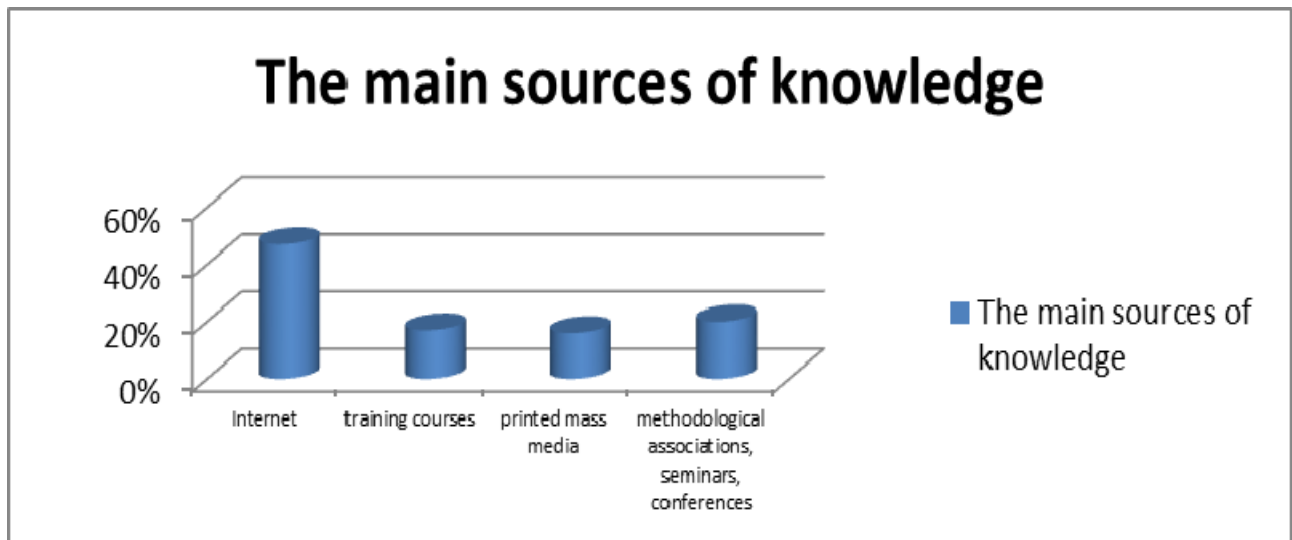 The main sources of knowledge
60%
40%
20%
0%
Internet
training courses
printed mass
media
methodological
associations,
seminars,
conferences
The main sources of
knowledge